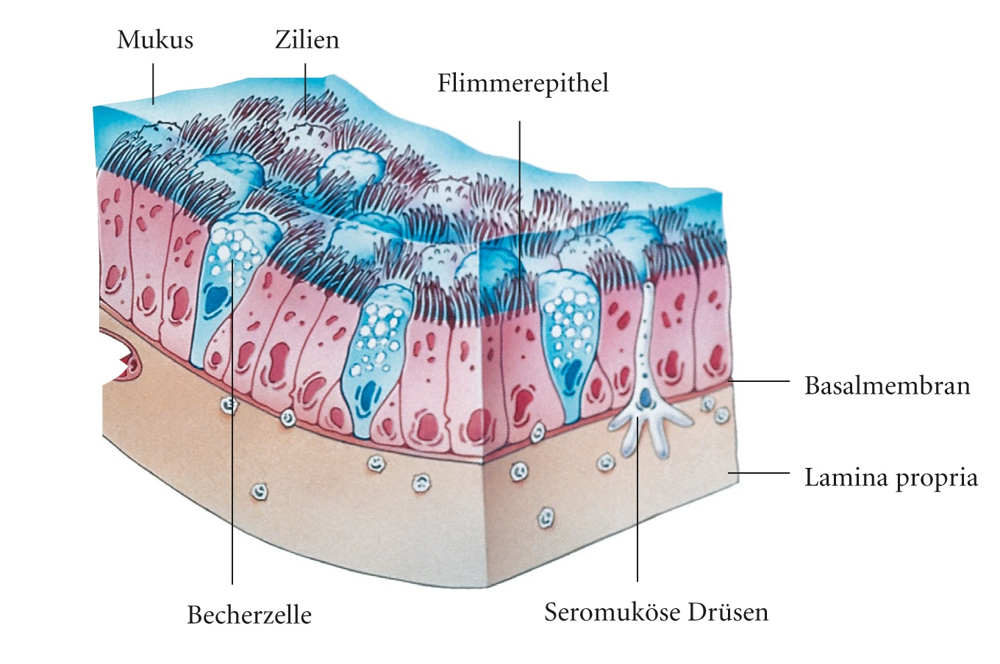 Mukus
Zilien
Flimmerepithel
Basalmembran
Lamina propria
Becherzelle
Seromuköse Drüsen